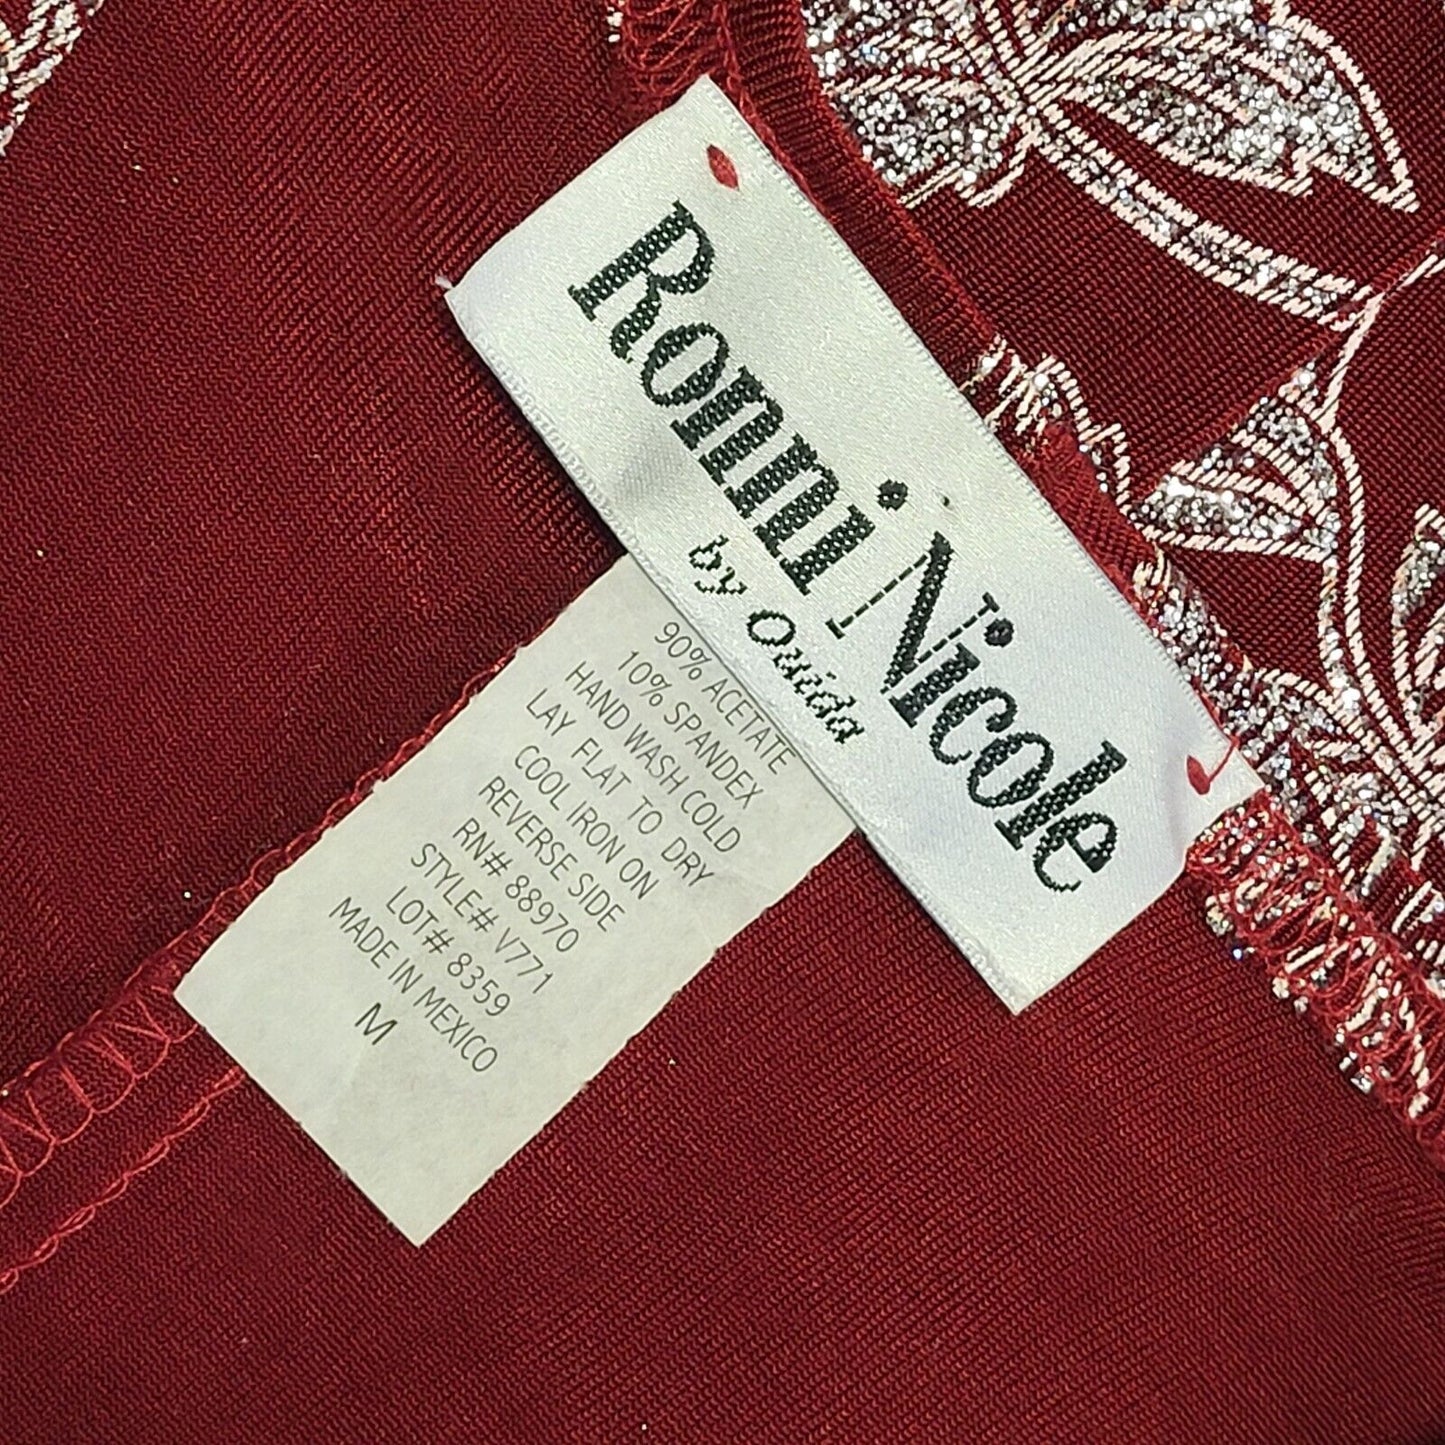 Ronni Nicole
by Ouida
90% ACETATE
10% SPANDEX
HAND WASH COLD
LAY FLAT TO DRY
COOL IRON ON
REVERSE SIDE
RN# 88970
STYLE# V771
LOT# 8359
MADE IN MEXICO
M